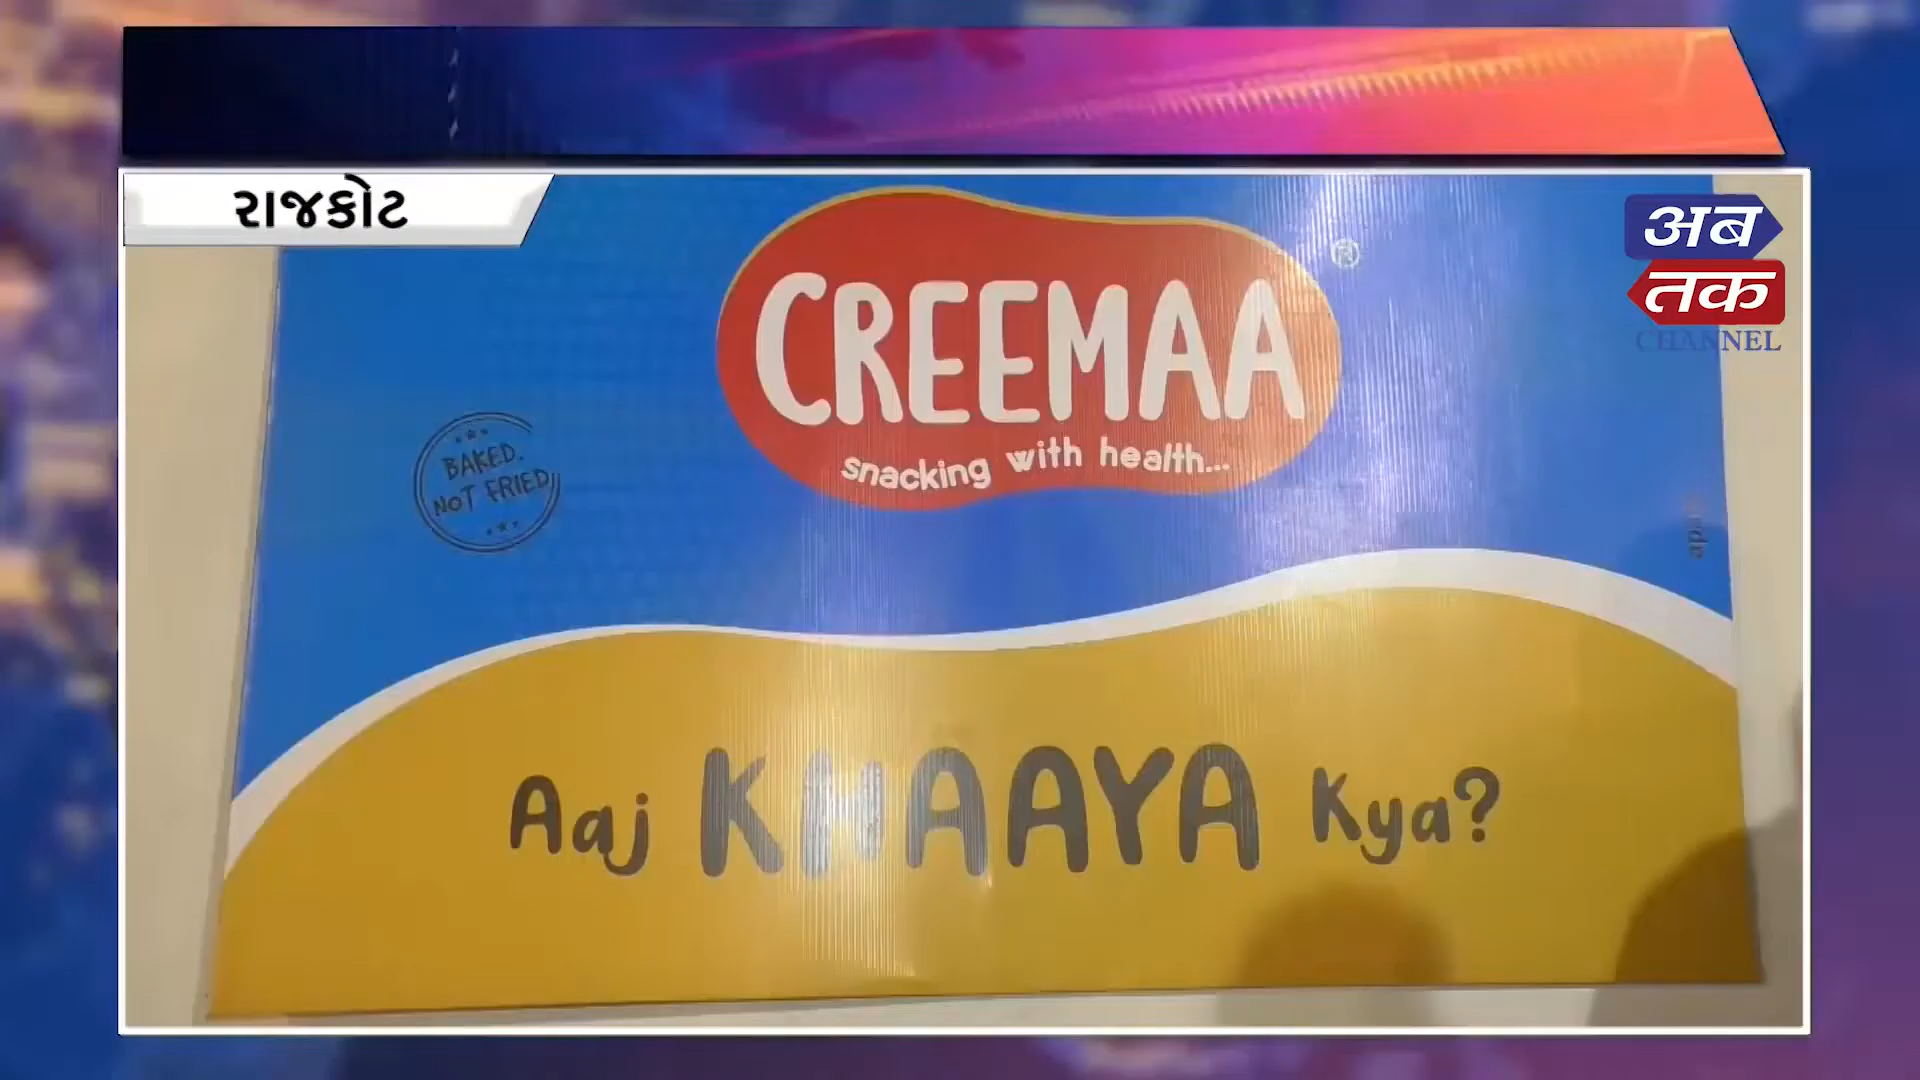 રાજકોટ
अब
तक
CHANNEL
CREEMAA
®
snacking with health...
BAKED.
NOT FRIED
Aaj KHAAYA Kya?